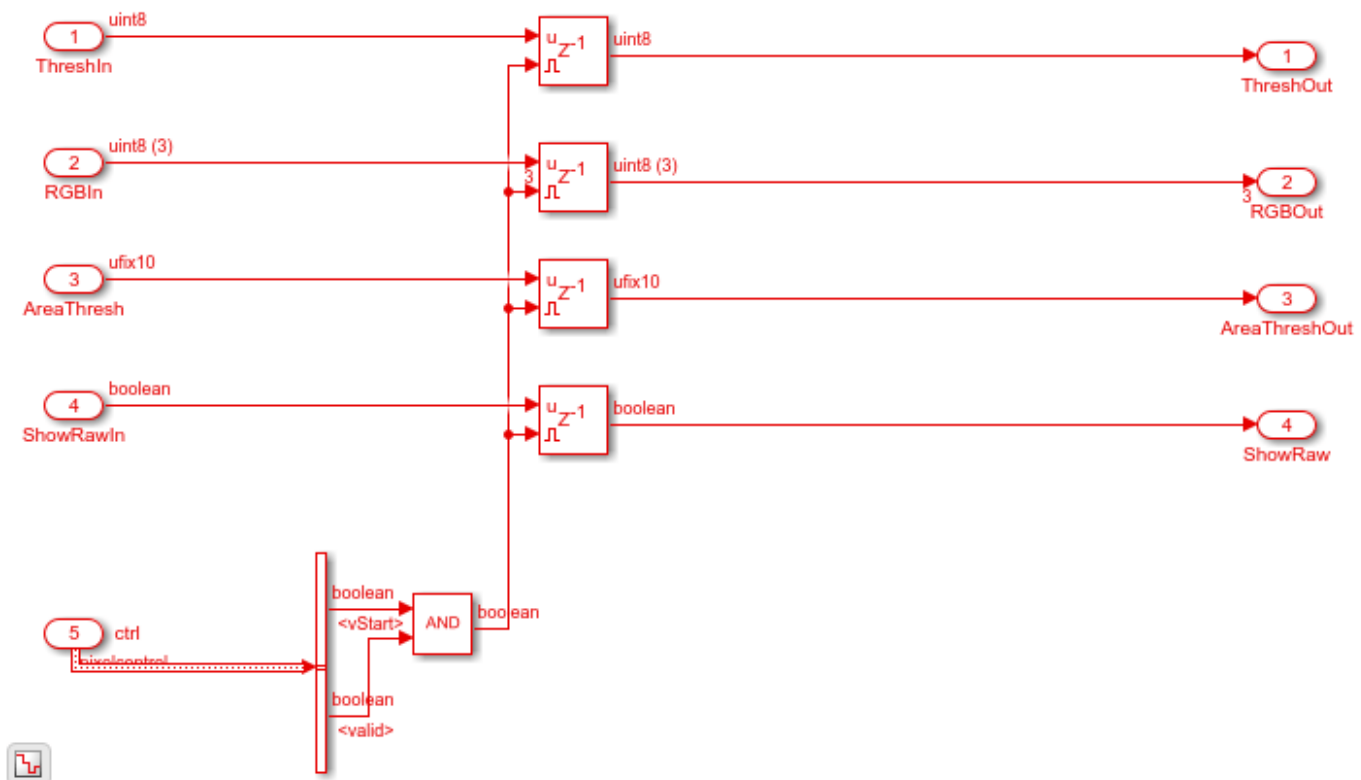 uint8
1
ThreshIn
u
Z-1
uint8
1
ThreshOut
uint8 (3)
2
RGBIn
3
u
Z-1
uint8 (3)
3
2
RGBOut
ufix10
3
AreaThresh
u
Z-1
ufix10
3
AreaThreshOut
boolean
4
ShowRawIn
u
Z-1
boolean
4
ShowRaw
boolean
<vStart>
AND
boolean
5
ctrl
pixelcontrol
boolean
<valid>